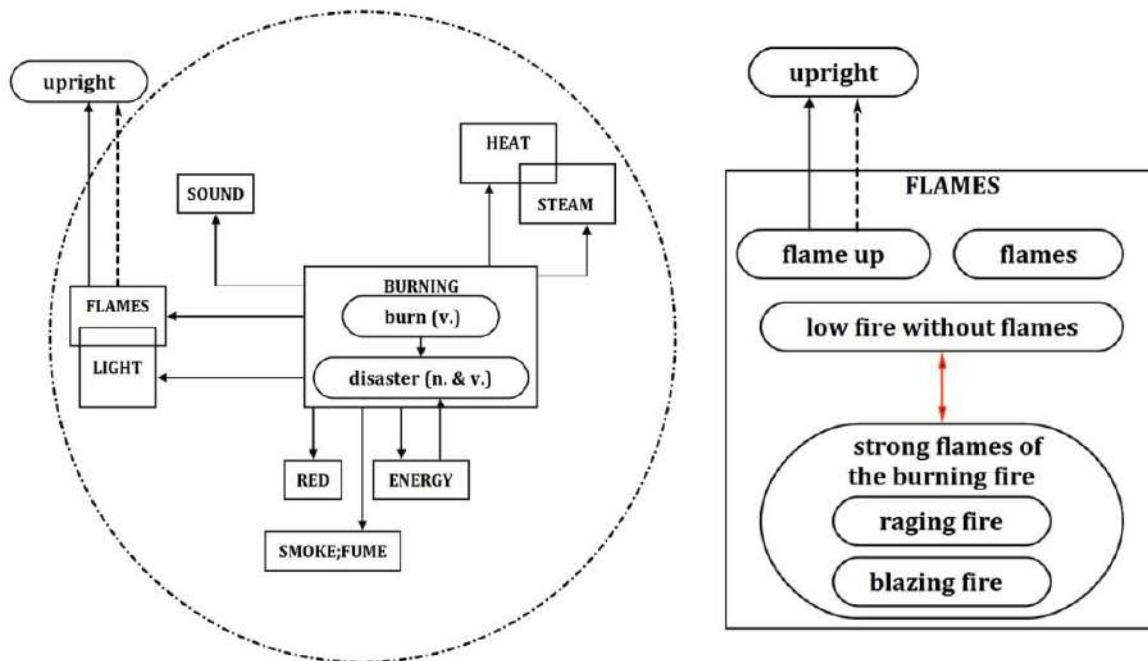 upright
HEAT
STEAM
SOUND
BURNING
burn (v.)
disaster (n. & v.)
FLAMES
LIGHT
RED
ENERGY
SMOKE;FUME
upright
FLAMES
flame up
flames
low fire without flames
strong flames of
the burning fire
raging fire
blazing fire